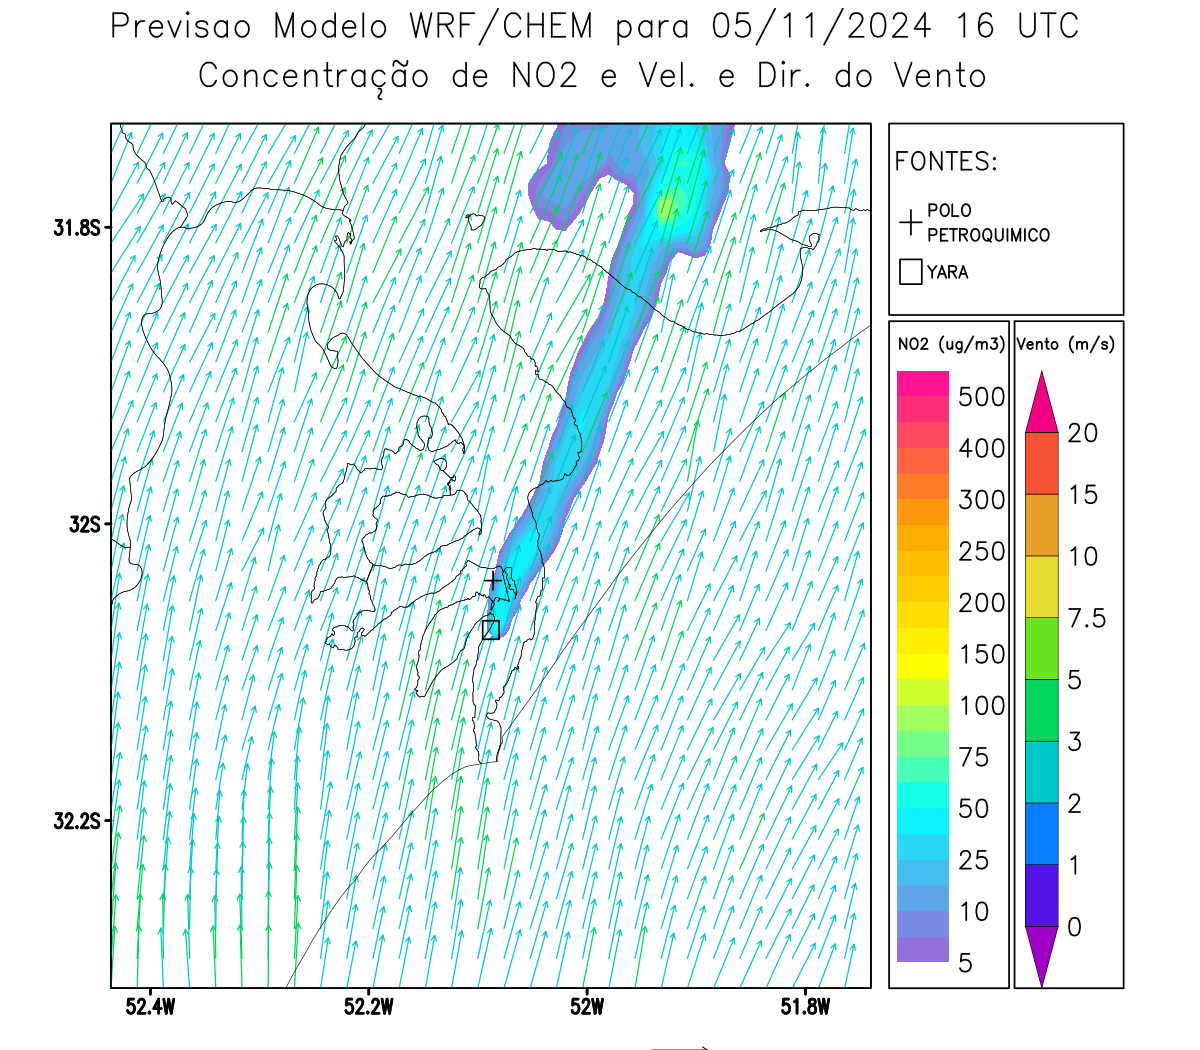 Previsao Modelo WRF/CHEM para 05/11/2024 16 UTC
Concentração de NO2 e Vel. e Dir. do Vento
FONTES:
POLO
PETROQUIMICO
YARA
NO2 (ug/m3)
500
400
300
250
200
150
100
75
50
25
10
5
Vento (m/s)
20
15
10
7.5
5
3
2
1
0
31.8S
32S
32.2S
52.4W
52.2W
52W
51.8W